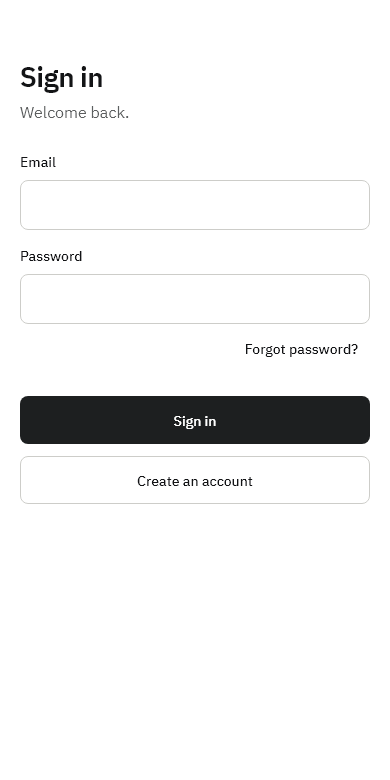 Sign in
Welcome back.
Email
Password
Forgot password?
Sign in
Create an account